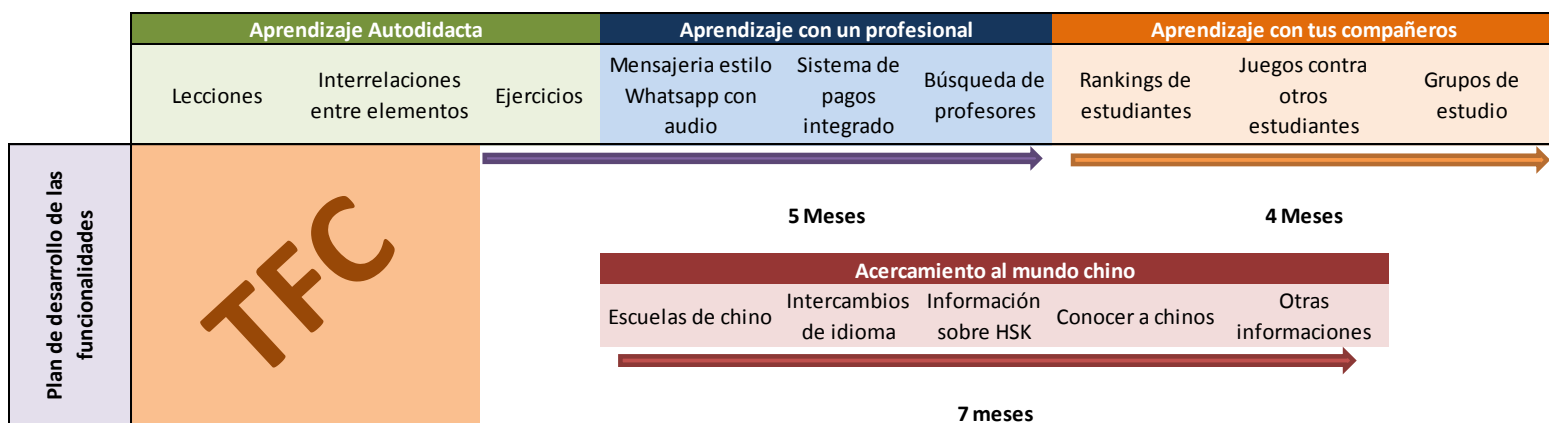 Aprendizaje Autodidacta
Aprendizaje con un profesional
Aprendizaje con tus compañeros
Lecciones
Interrelaciones
entre elementos
Ejercicios
Mensajeria estilo
Whatsapp con
audio
Sistema de
pagos
integrado
Búsqueda de
profesores
Rankings de
estudiantes
Juegos contra
otros
estudiantes
Grupos de
estudio
Plan de desarrollo de las
funcionalidades
TFC
5 Meses
4 Meses
Acercamiento al mundo chino
Escuelas de chino
Intercambios
de idioma
Información
sobre HSK
Conocer a chinos
Otras
informaciones
7 meses